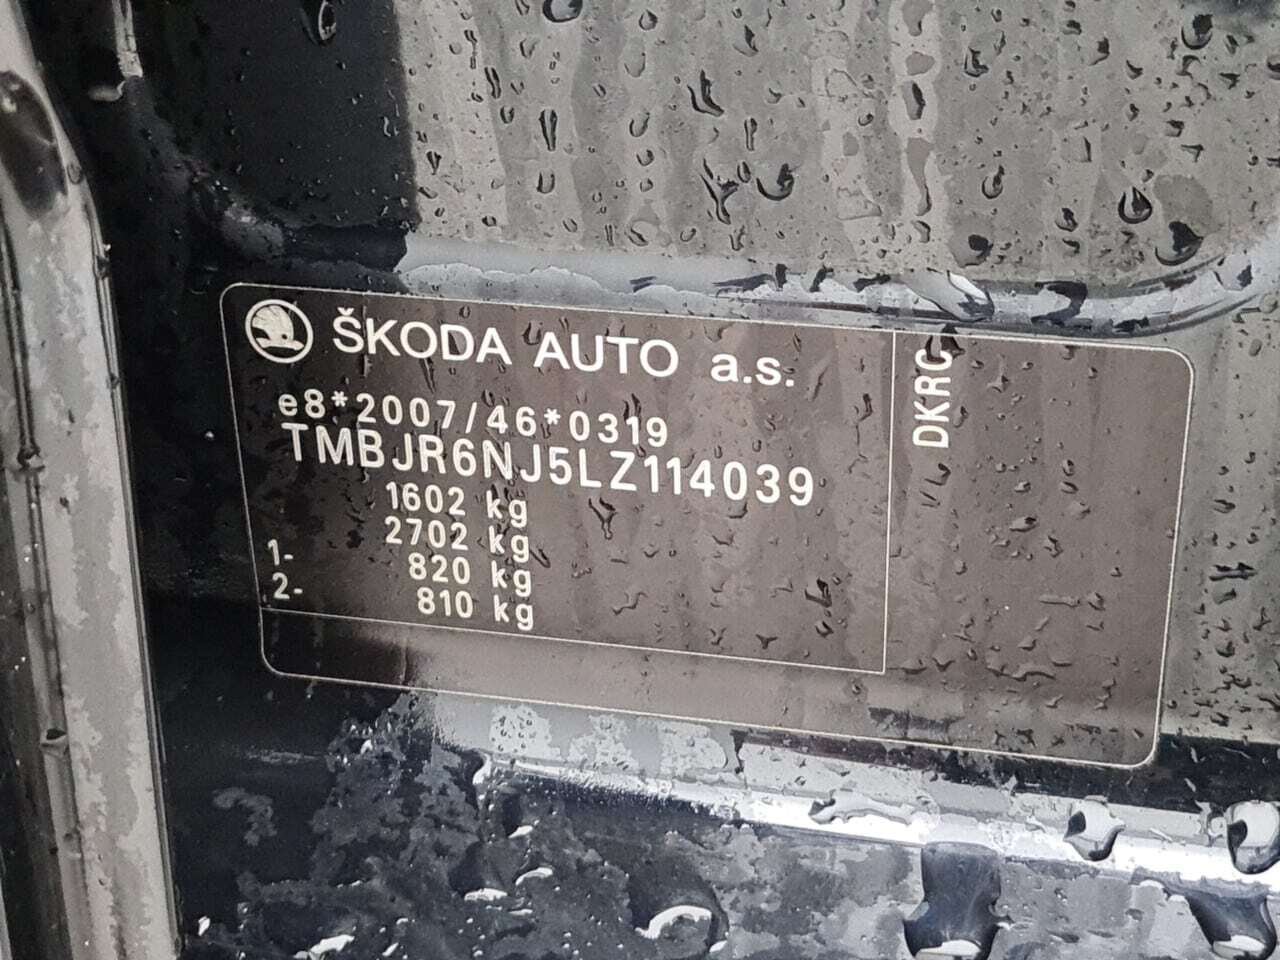 ŠKODA AUTO a.s.
e8*2007/46*0319
TMBJR6NJ5LZ114039
1602 kg
2702 kg
1- 820 kg
2- 810 kg
DKRC